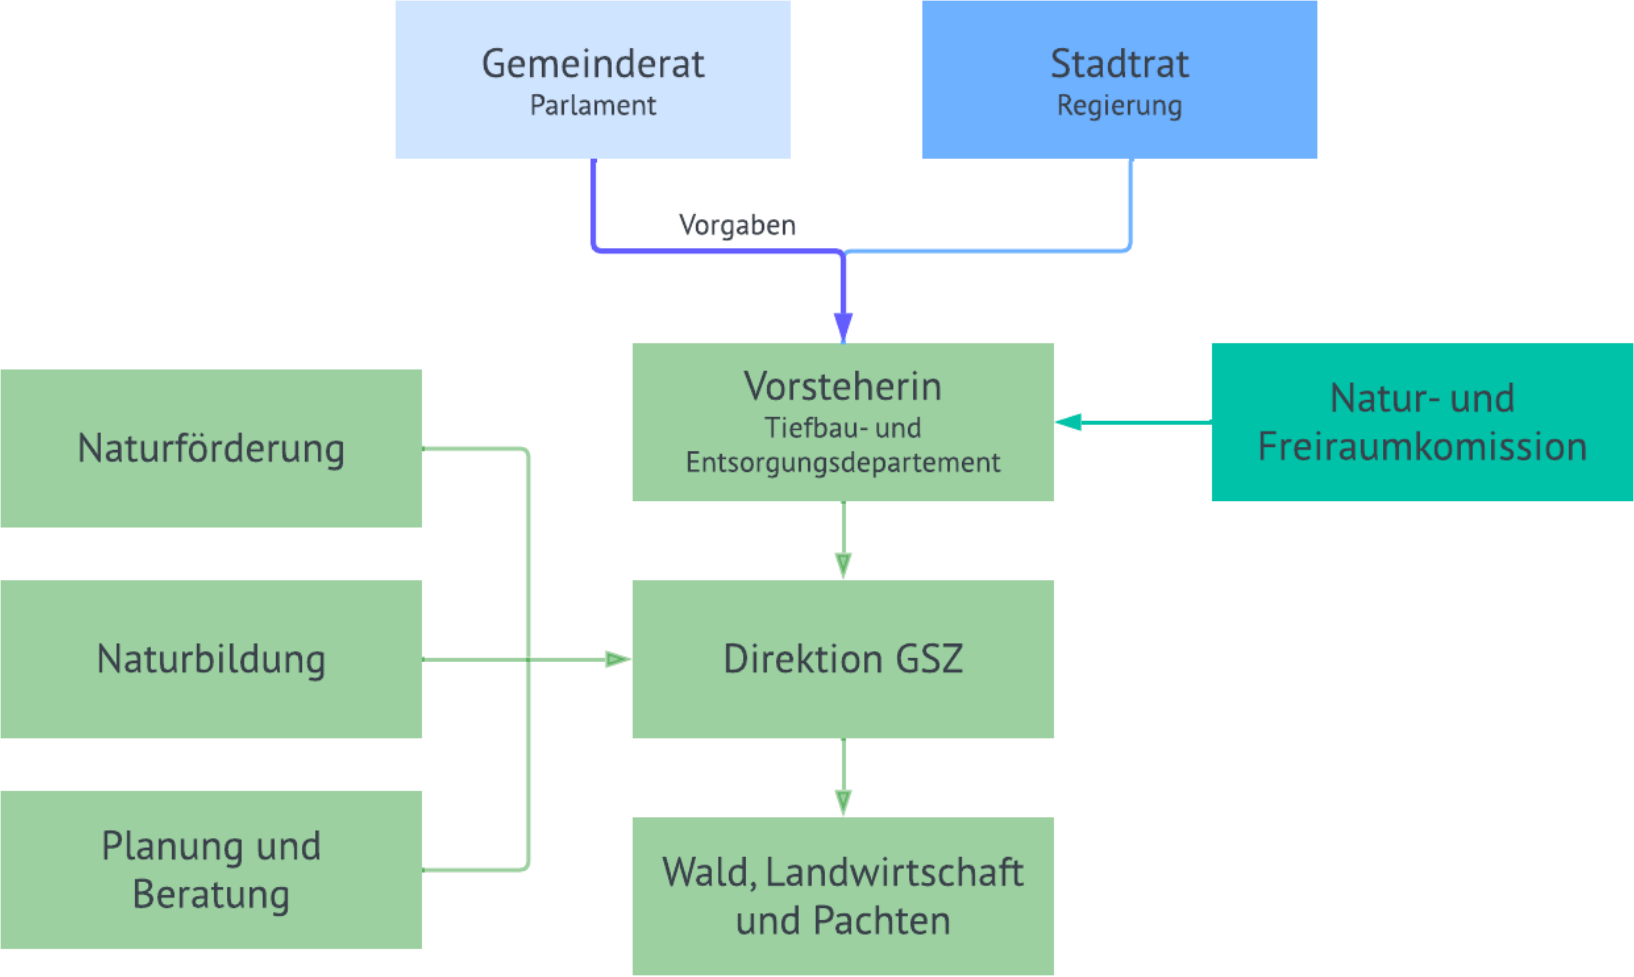 Gemeinderat
Parlament
Stadtrat
Regierung
Vorgaben
Vorsteherin
Tiefbau- und
Entsorgungsdepartement
Natur- und
Freiraumkomission
Naturförderung
Naturbildung
Direktion GSZ
Planung und
Beratung
Wald, Landwirtschaft
und Pachten